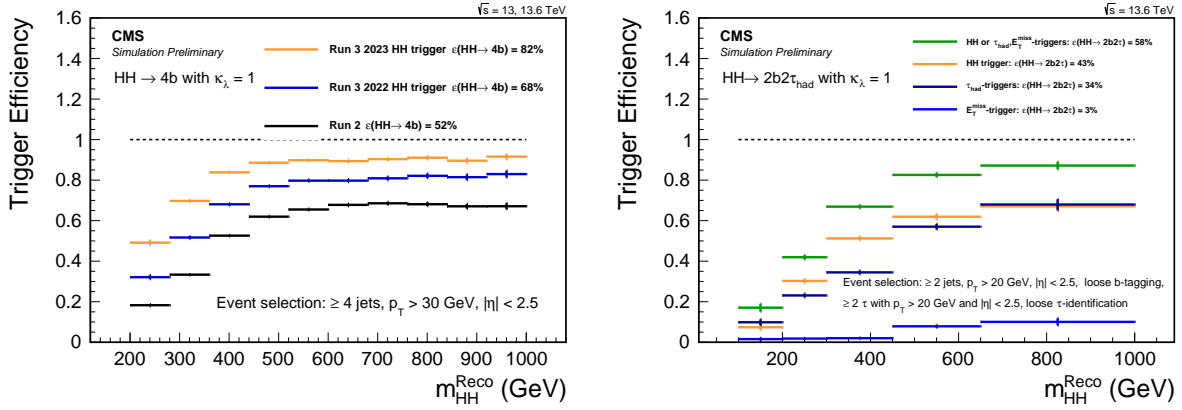 √s = 13, 13.6 TeV
CMS
Simulation Preliminary
HH → 4b with κλ = 1
Run 3 2023 HH trigger ε(HH→ 4b) = 82%
Run 3 2022 HH trigger ε(HH→ 4b) = 68%
Run 2 ε(HH→ 4b) = 52%
Trigger Efficiency
1.6
1.4
1.2
1
0.8
0.6
0.4
0.2
0
Event selection: ≥ 4 jets, pT > 30 GeV, |η| < 2.5
200 300 400 500 600 700 800 900 1000
mHH^Reco (GeV)
√s = 13.6 TeV
CMS
Simulation Preliminary
HH→ 2b2τhad with κλ = 1
HH or τhad,ET^miss-triggers: ε(HH→ 2b2τ) = 58%
HH trigger: ε(HH→ 2b2τ) = 43%
τhad-triggers: ε(HH→ 2b2τ) = 34%
ET^miss-trigger: ε(HH→ 2b2τ) = 3%
Trigger Efficiency
1.6
1.4
1.2
1
0.8
0.6
0.4
0.2
0
Event selection: ≥ 2 jets, pT > 20 GeV, |η| < 2.5, loose b-tagging,
≥ 2 τ with pT > 20 GeV and |η| < 2.5, loose τ-identification
200 400 600 800 1000
mHH^Reco (GeV)